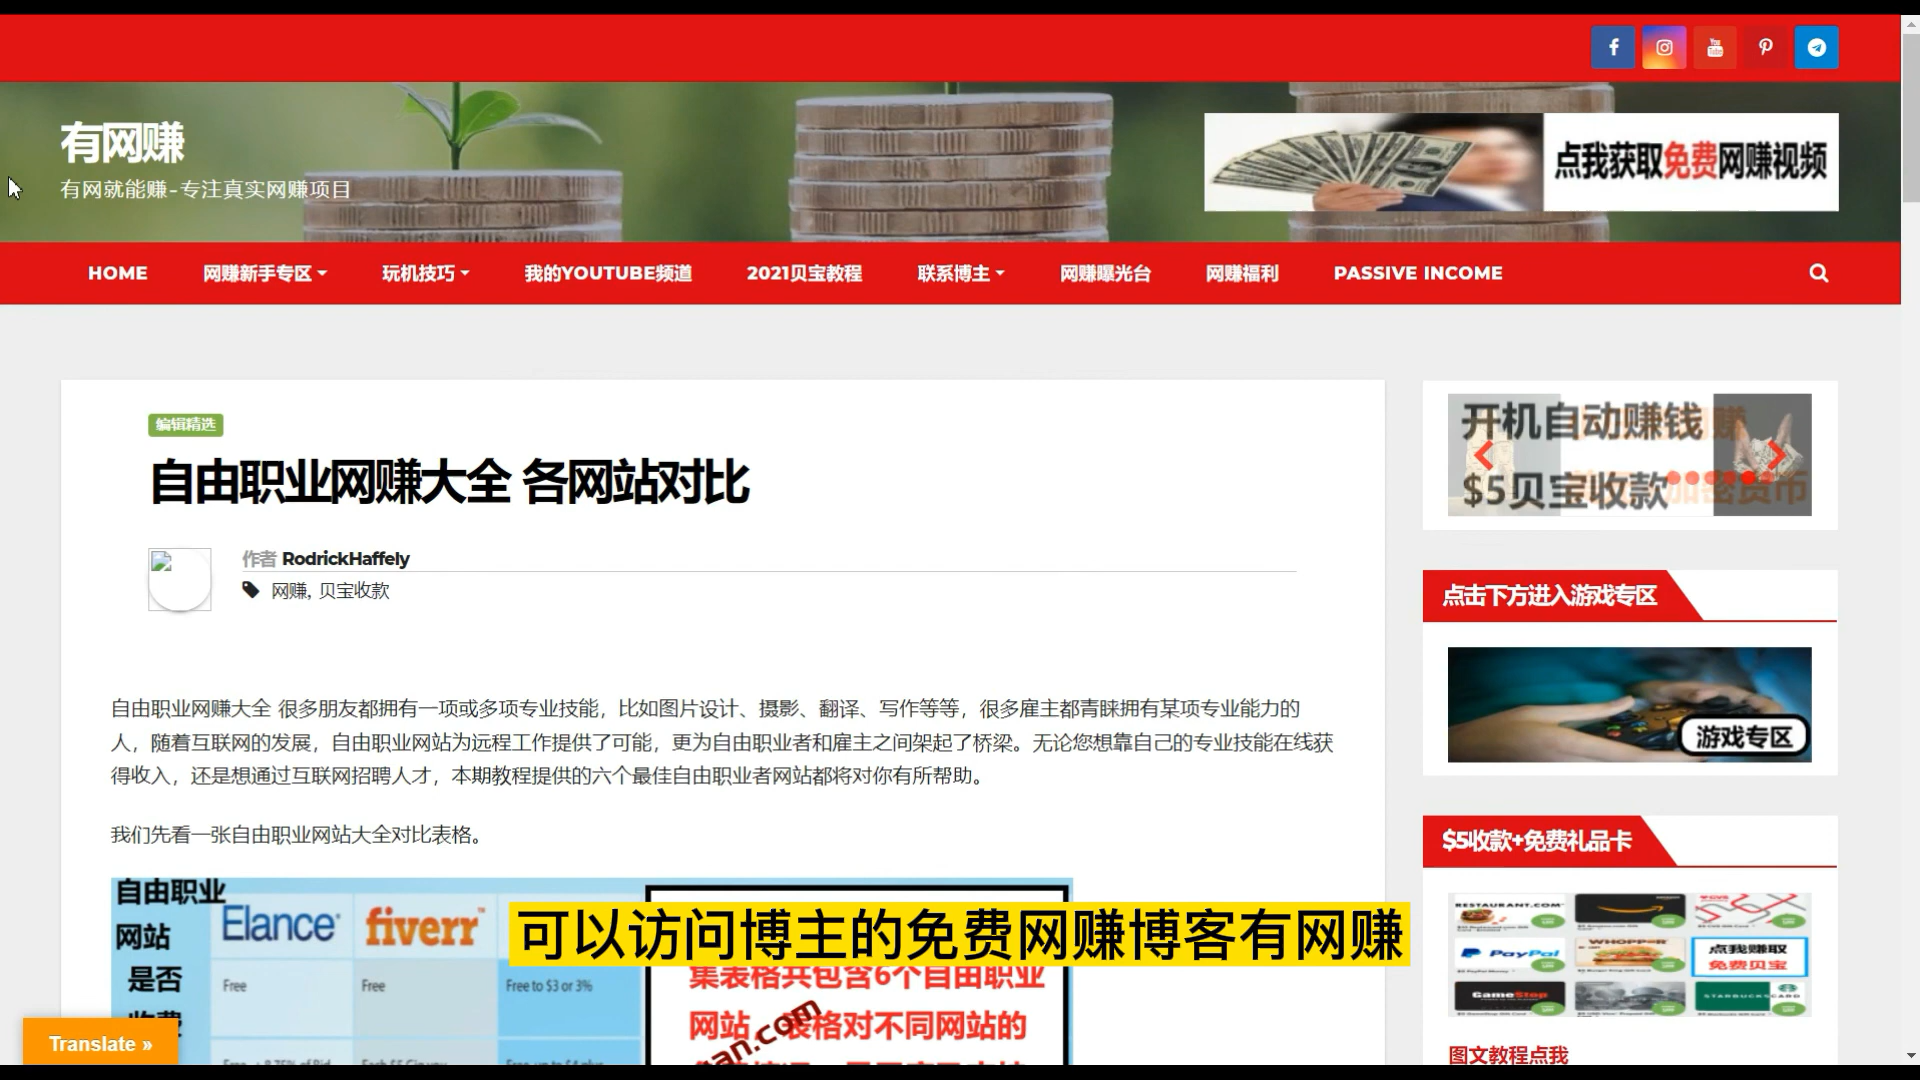 有网赚
有网就能赚-专注真实网赚项目
点我获取免费网赚视频
HOME
网赚新手专区
玩机技巧
我的YOUTUBE频道
2021贝宝教程
联系博主
网赚曝光台
网赚福利
PASSIVE INCOME
编辑精选
自由职业网赚大全 各网站对比
作者 RodrickHaffely
网赚, 贝宝收款
自由职业网赚大全 很多朋友都拥有一项或多项专业技能，比如图片设计、摄影、翻译、写作等等，很多雇主都青睐拥有某项专业能力的
人，随着互联网的发展，自由职业网站为远程工作提供了可能，更为自由职业者和雇主之间架起了桥梁。无论您想靠自己的专业技能在线获
得收入，还是想通过互联网招聘人才，本期教程提供的六个最佳自由职业者网站都将对你有所帮助。
我们先看一张自由职业网站大全对比表格。
自由职业
网站
是否
Elance
fiverr
Free
Free
Free to $3 or 3%
可以访问博主的免费网赚博客有网赚
集表格共包含6个自由职业
网站
表格对不同网站的
an.com
Translate »
开机自动赚钱
$5贝宝收款
加密货币
点击下方进入游戏专区
游戏专区
$5收款+免费礼品卡
RESTAURANT.COM
PayPal
WHOPPER
点我赚取
免费贝宝
GameStop
STARBUCKS CARD
图文教程点我